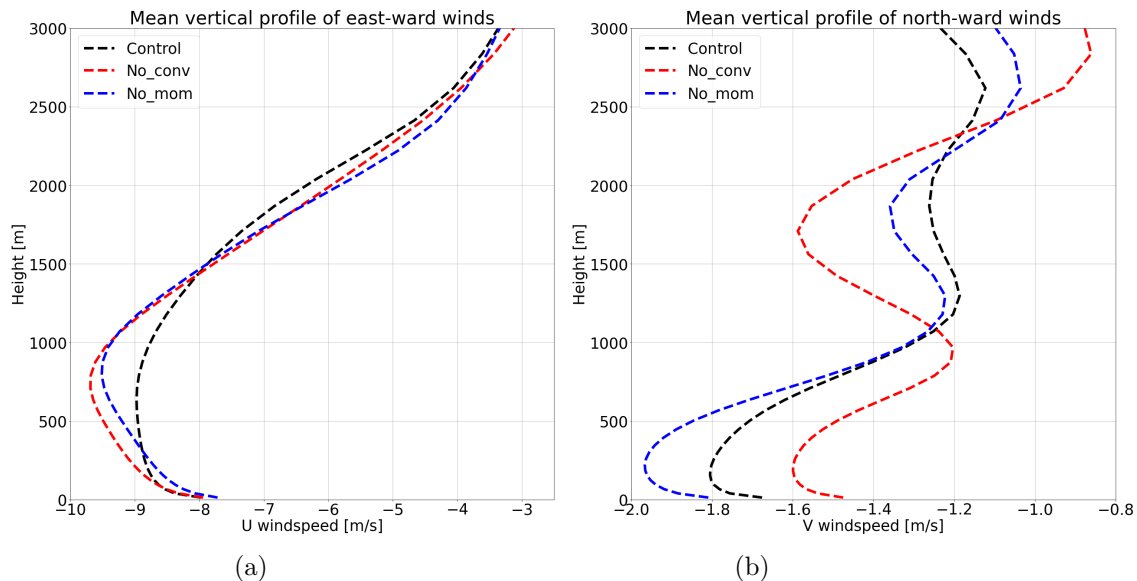 Mean vertical profile of east-ward winds
3000
2500
2000
1500
1000
500
0
Height [m]
Control
No_conv
No_mom
−10
−9
−8
−7
−6
−5
−4
−3
U windspeed [m/s]
(a)
Mean vertical profile of north-ward winds
3000
2500
2000
1500
1000
500
0
Height [m]
Control
No_conv
No_mom
−2.0
−1.8
−1.6
−1.4
−1.2
−1.0
−0.8
V windspeed [m/s]
(b)